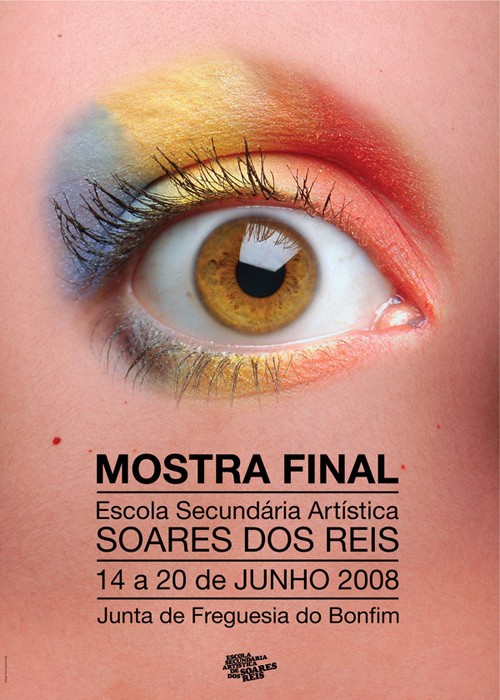 MOSTRA FINAL
Escola Secundária Artística
SOARES DOS REIS
14 a 20 de JUNHO 2008
Junta de Freguesia do Bonfim
ESCOLA
SECUNDÁRIA
ARTÍSTICA
DE SOARES
DOS REIS